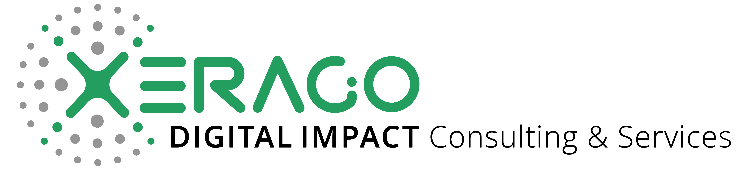 XERAGO
DIGITAL IMPACT Consulting & Services